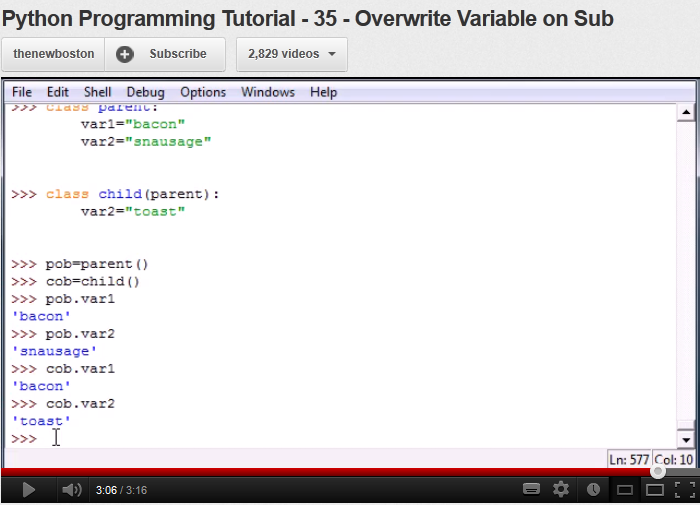 Python Programming Tutorial - 35 - Overwrite Variable on Sub
thenewboston Subscribe 2,829 videos
File Edit Shell Debug Options Windows Help
>>> class parent:
var1="bacon"
var2="snausage"
>>> class child(parent):
var2="toast"
>>> pob=parent()
>>> cob=child()
>>> pob.var1
'bacon'
>>> pob.var2
'snausage'
>>> cob.var1
'bacon'
>>> cob.var2
'toast'
>>>
Ln: 577 Col: 10
3:06 / 3:16